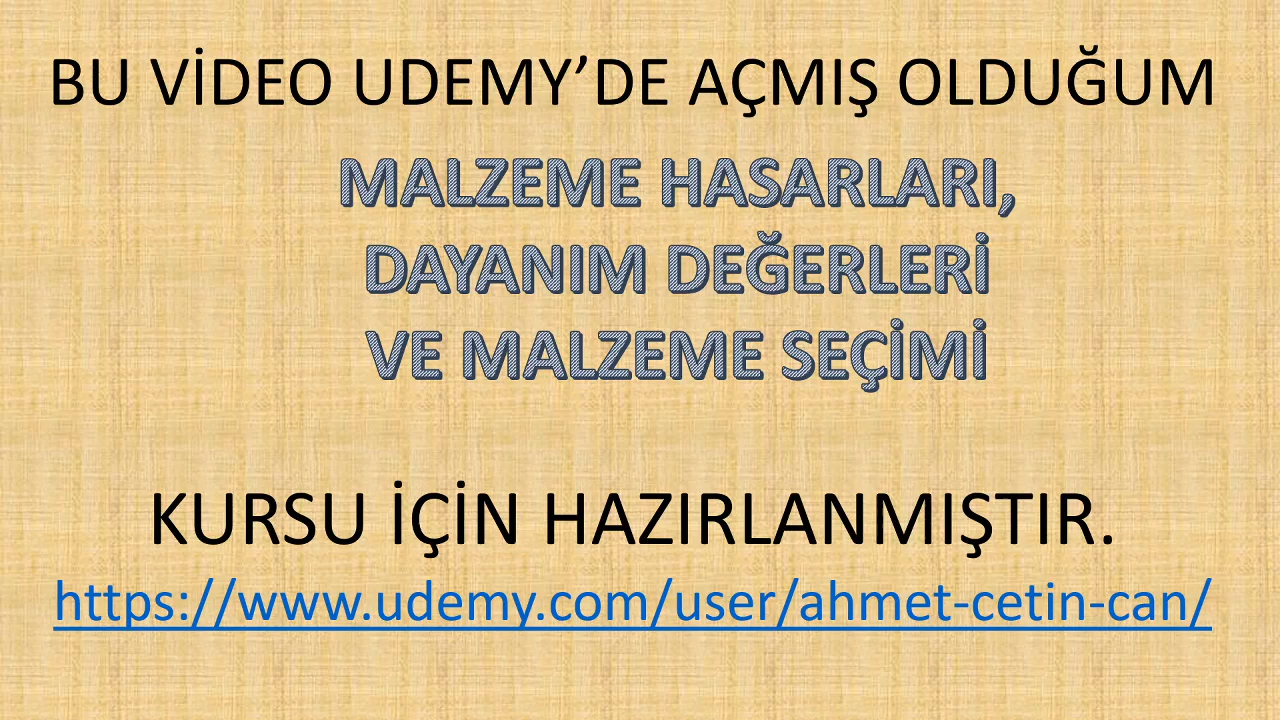 BU VİDEO UDEMY’DE AÇMIŞ OLDUĞUM
MALZEME HASARLARI,
DAYANIM DEĞERLERİ
VE MALZEME SEÇİMİ
KURSU İÇİN HAZIRLANMIŞTIR.
https://www.udemy.com/user/ahmet-cetin-can/